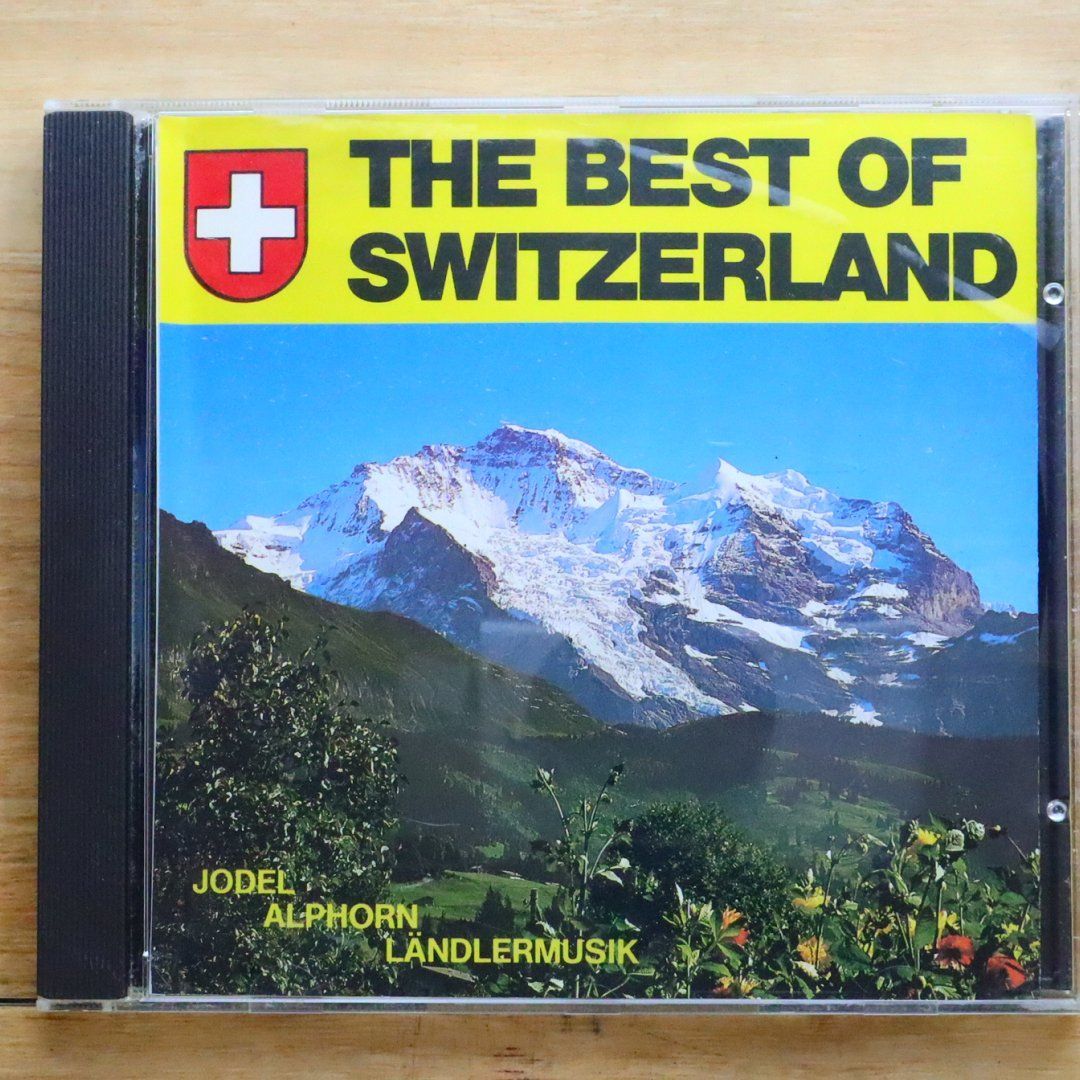 THE BEST OF
SWITZERLAND
JODEL
ALPHORN
LÄNDLERMUSIK